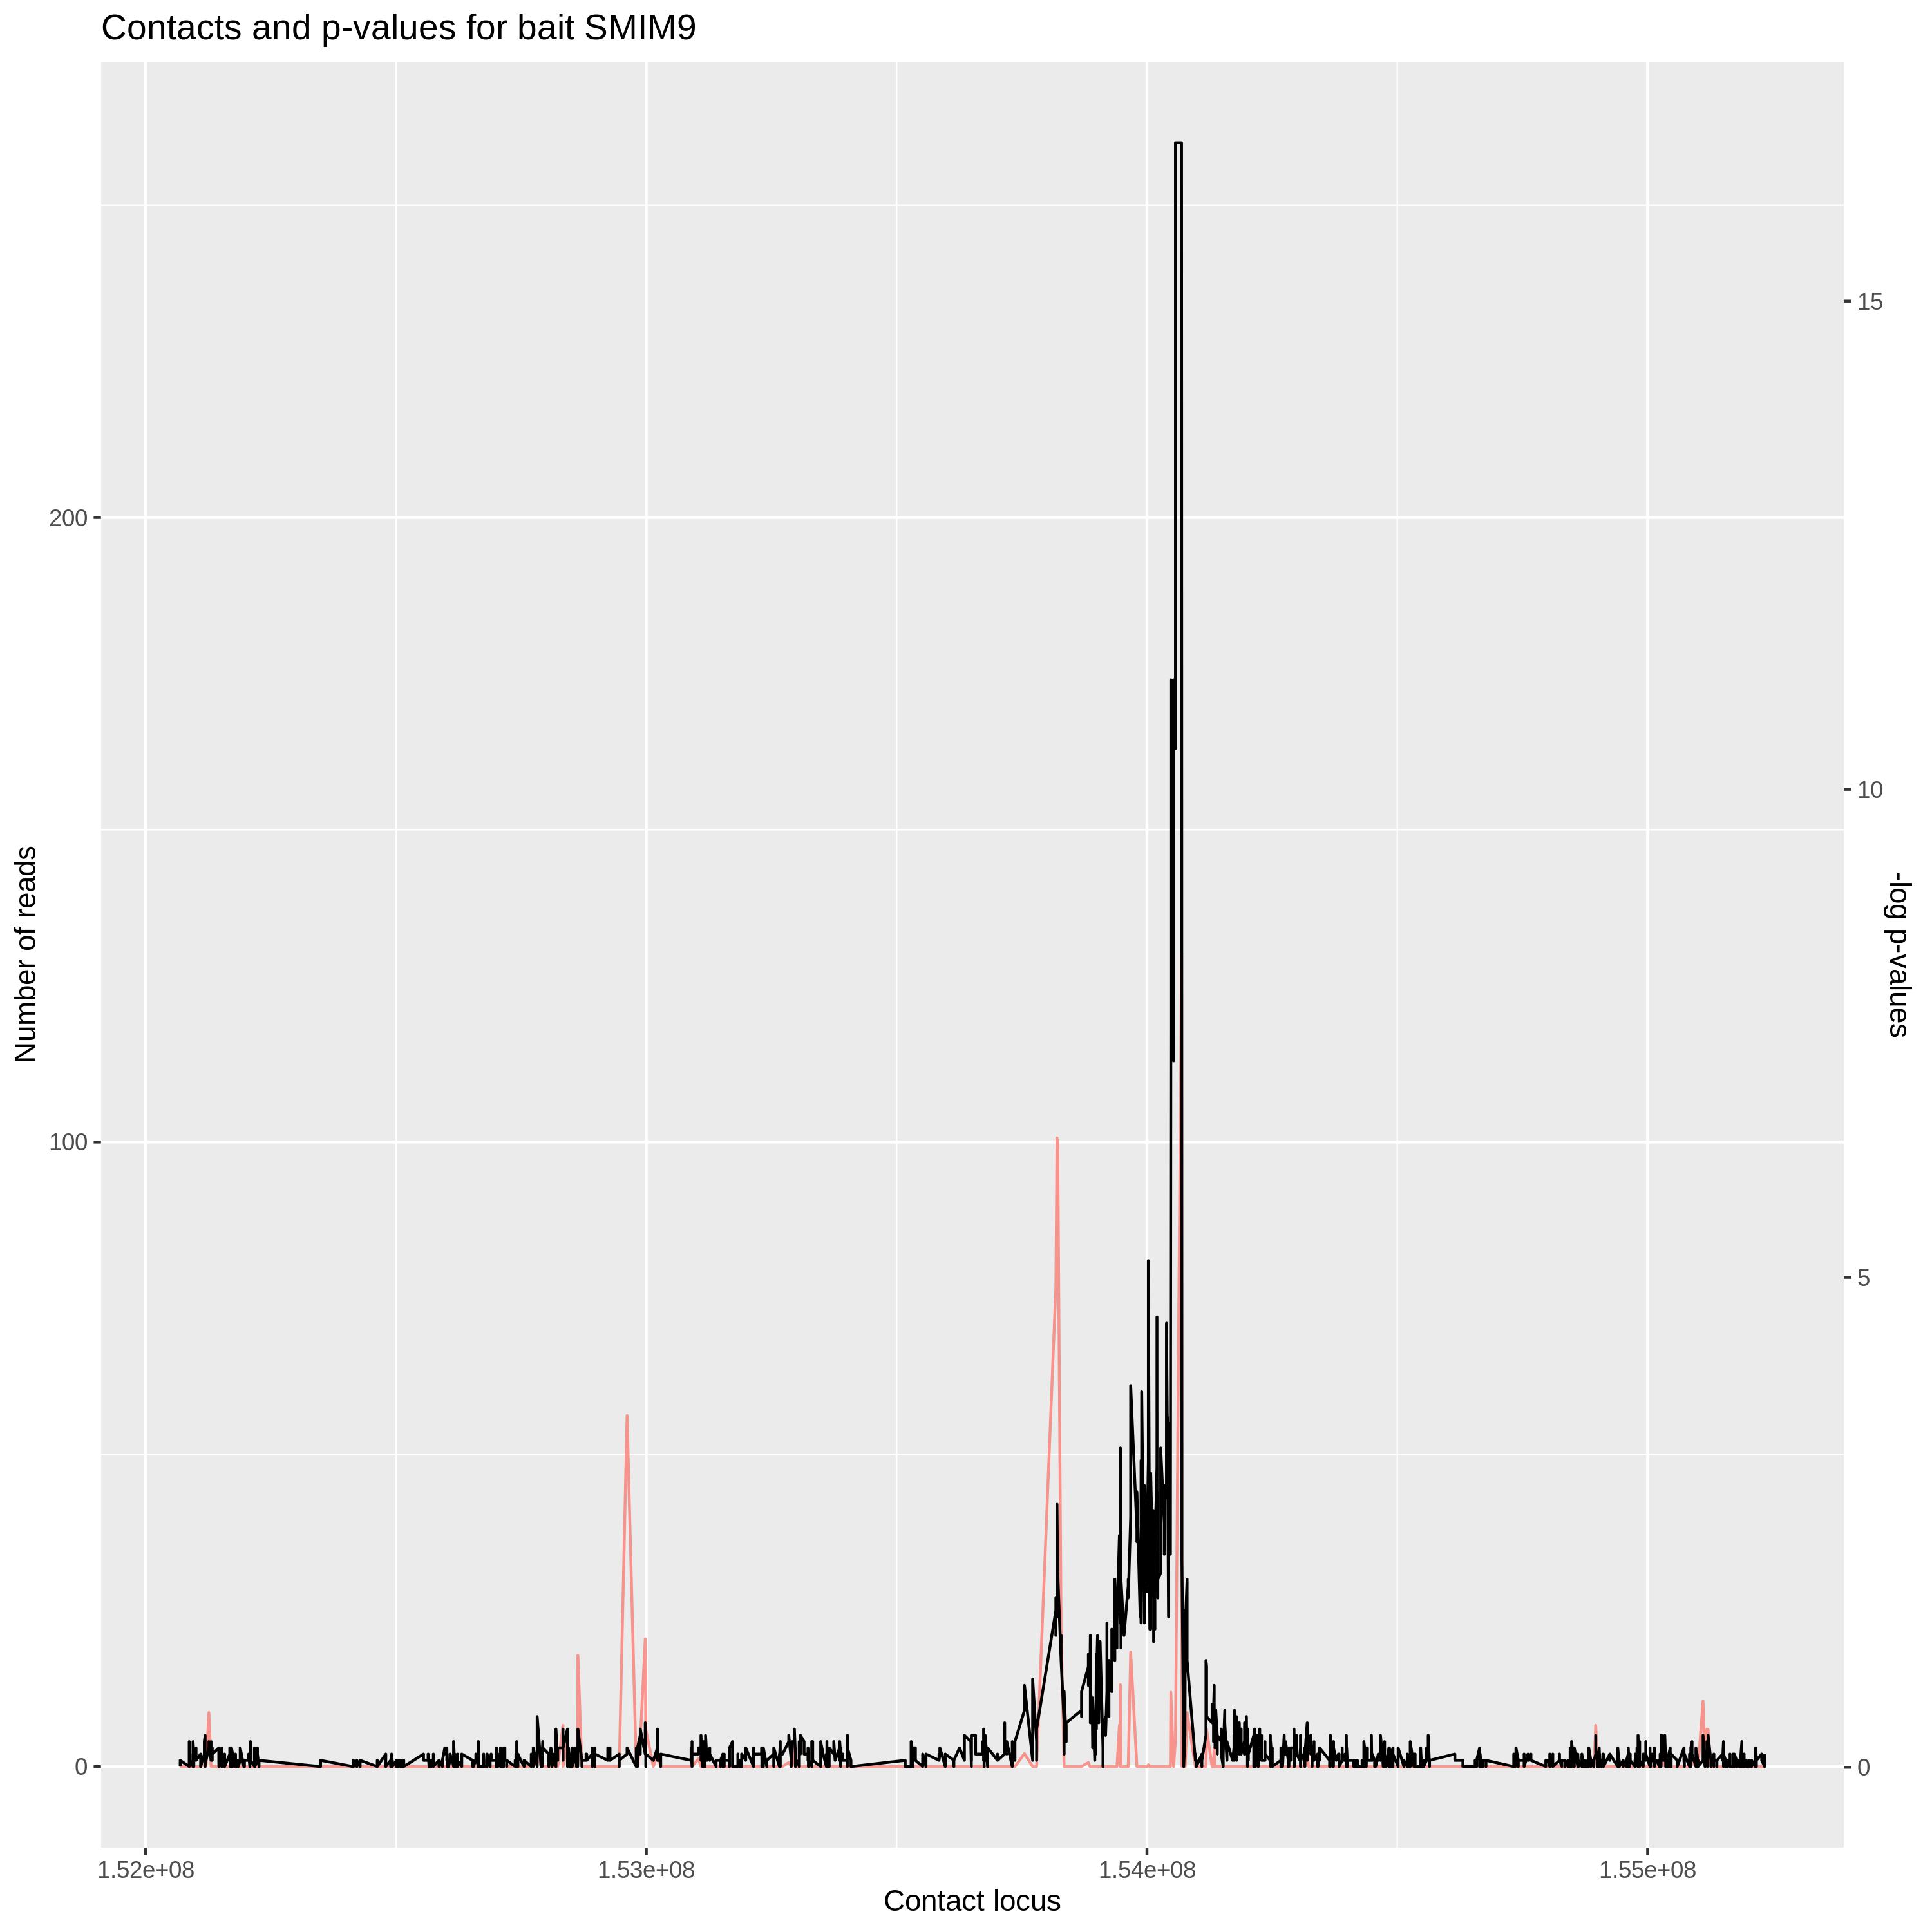 Contacts and p-values for bait SMIM9
Number of reads
200
100
0
15
10
5
0
-log p-values
1.52e+08
1.53e+08
1.54e+08
1.55e+08
Contact locus